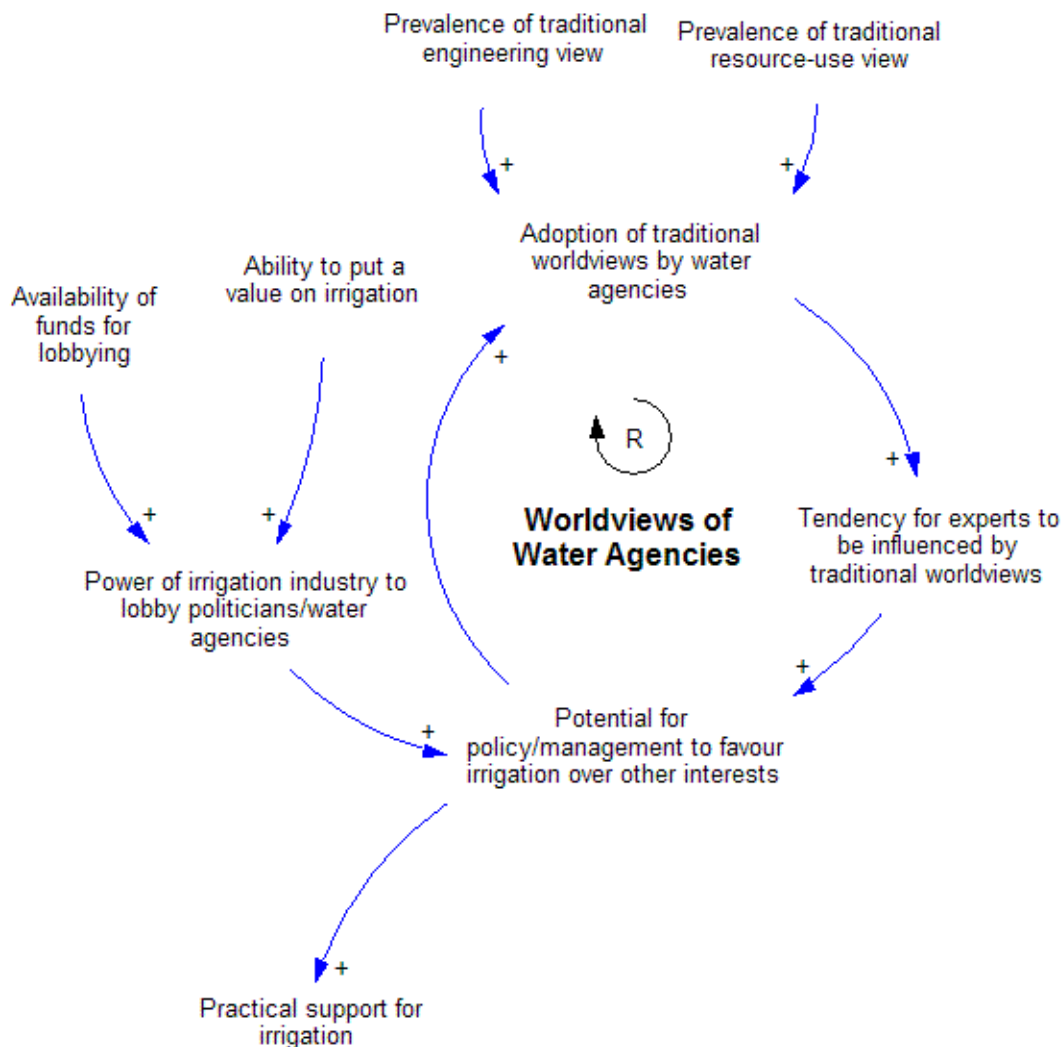 Prevalence of traditional
engineering view
Prevalence of traditional
resource-use view
+
+
Adoption of traditional
worldviews by water
agencies
Ability to put a
value on irrigation
Availability of
funds for
lobbying
+
R
Worldviews of
Water Agencies
+
Tendency for experts to
be influenced by
traditional worldviews
+
+
Power of irrigation industry to
lobby politicians/water
agencies
+
+
Potential for
policy/management to favour
irrigation over other interests
+
Practical support for
irrigation